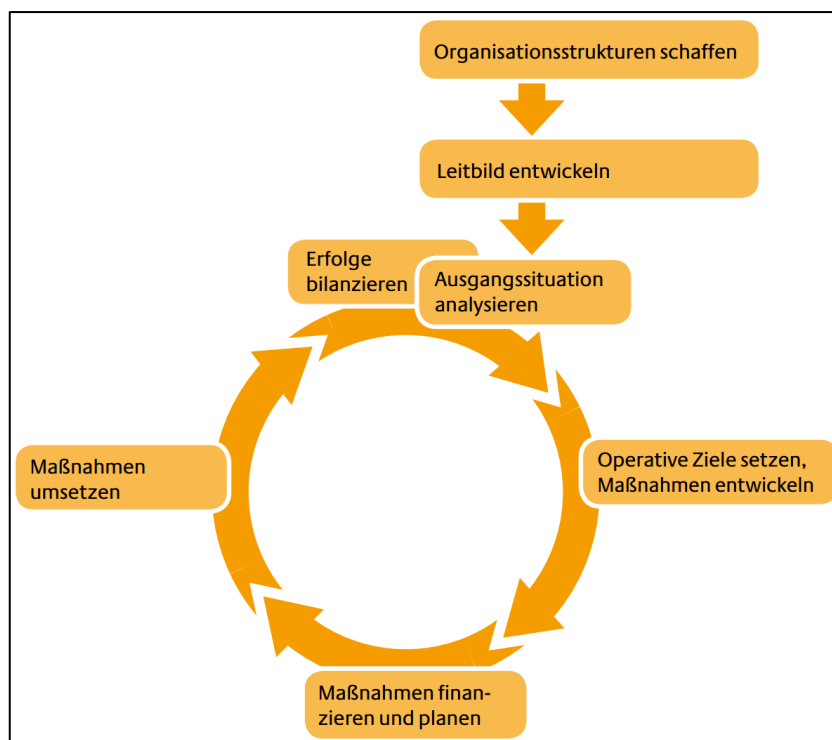 Organisationsstrukturen schaffen
Leitbild entwickeln
Erfolge
bilanzieren
Ausgangssituation
analysieren
Operative Ziele setzen,
Maßnahmen entwickeln
Maßnahmen finan-
zieren und planen
Maßnahmen
umsetzen